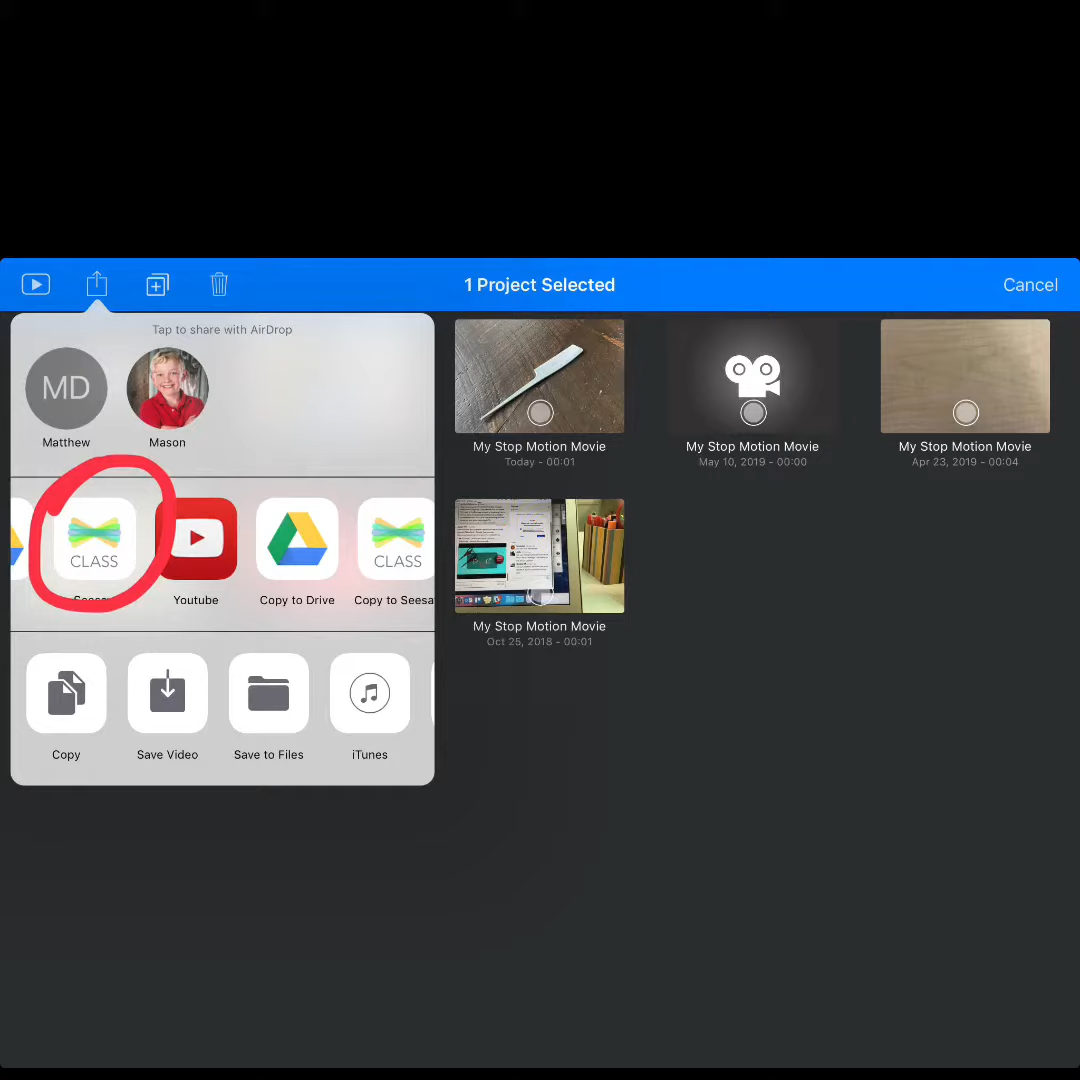 1 Project Selected
Cancel
Tap to share with AirDrop
MD
Matthew
Mason
CLASS
CLASS
Youtube
Copy to Drive
Copy to Seesa
Copy
Save Video
Save to Files
iTunes
My Stop Motion Movie
Today - 00:01
My Stop Motion Movie
May 10, 2019 - 00:00
My Stop Motion Movie
Apr 23, 2019 - 00:04
My Stop Motion Movie
Oct 25, 2018 - 00:01